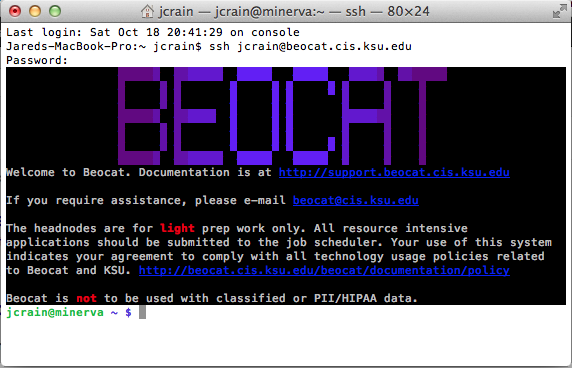 jcrain — jcrain@minerva:~ — ssh — 80×24
Last login: Sat Oct 18 20:41:29 on console
Jareds-MacBook-Pro:~ jcrain$ ssh jcrain@beocat.cis.ksu.edu
Password:
BEOCAT
Welcome to Beocat. Documentation is at http://support.beocat.cis.ksu.edu
If you require assistance, please e-mail beocat@cis.ksu.edu
The headnodes are for light prep work only. All resource intensive
applications should be submitted to the job scheduler. Your use of this system
indicates your agreement to comply with all technology usage policies related
to Beocat and KSU. http://beocat.cis.ksu.edu/beocat/documentation/policy
Beocat is not to be used with classified or PII/HIPAA data.
jcrain@minerva ~ $